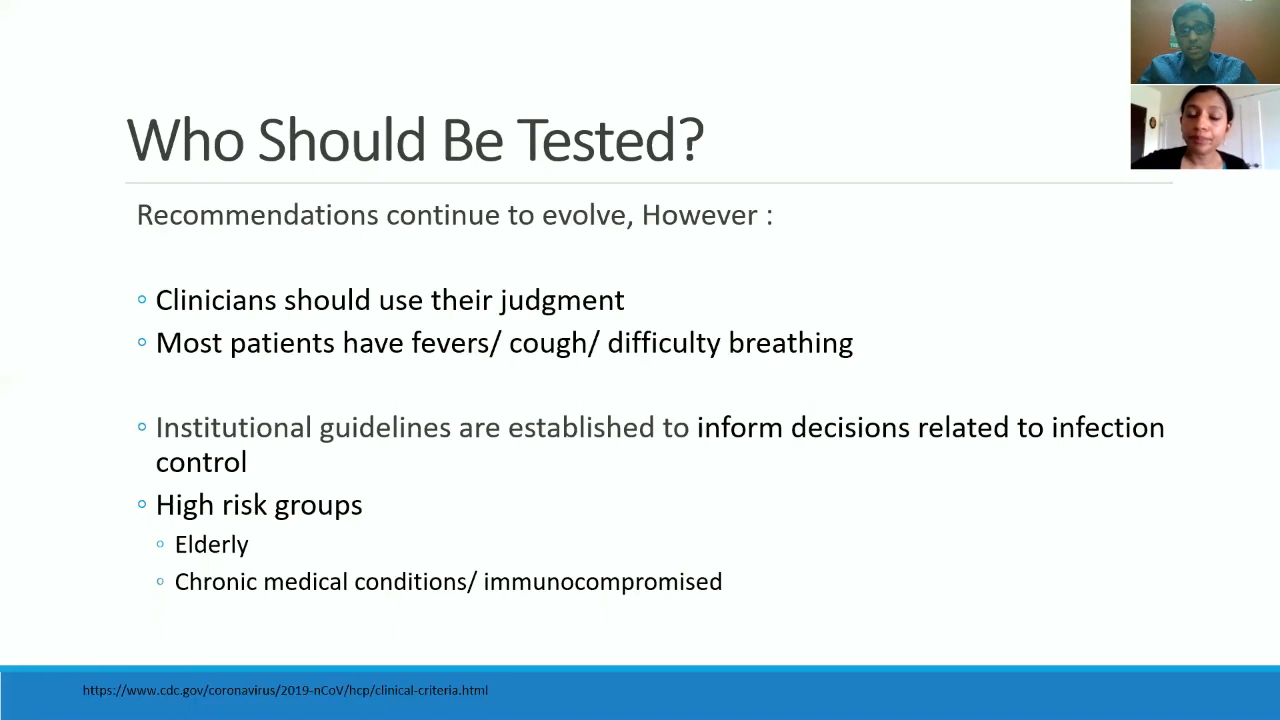 Who Should Be Tested?
Recommendations continue to evolve, However :
◦ Clinicians should use their judgment
◦ Most patients have fevers/ cough/ difficulty breathing
◦ Institutional guidelines are established to inform decisions related to infection
control
◦ High risk groups
◦ Elderly
◦ Chronic medical conditions/ immunocompromised
https://www.cdc.gov/coronavirus/2019-nCoV/hcp/clinical-criteria.html